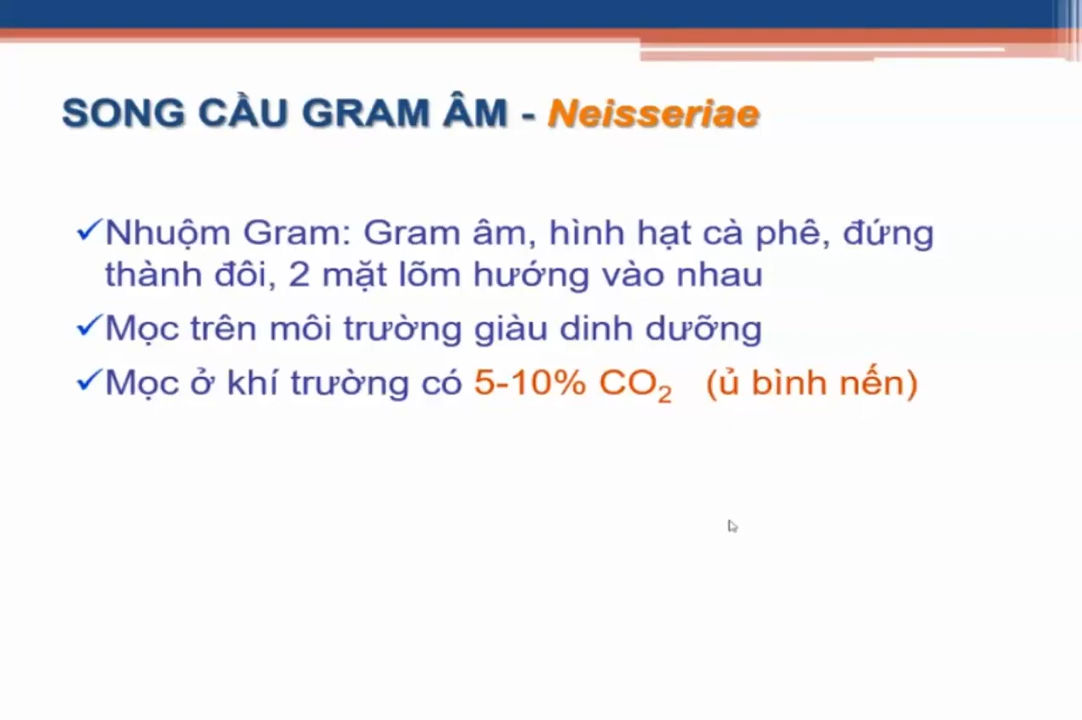 SONG CẦU GRAM ÂM - Neisseriae
✓Nhuộm Gram: Gram âm, hình hạt cà phê, đứng
thành đôi, 2 mặt lõm hướng vào nhau
✓Mọc trên môi trường giàu dinh dưỡng
✓Mọc ở khí trường có 5-10% CO₂ (ủ bình nến)